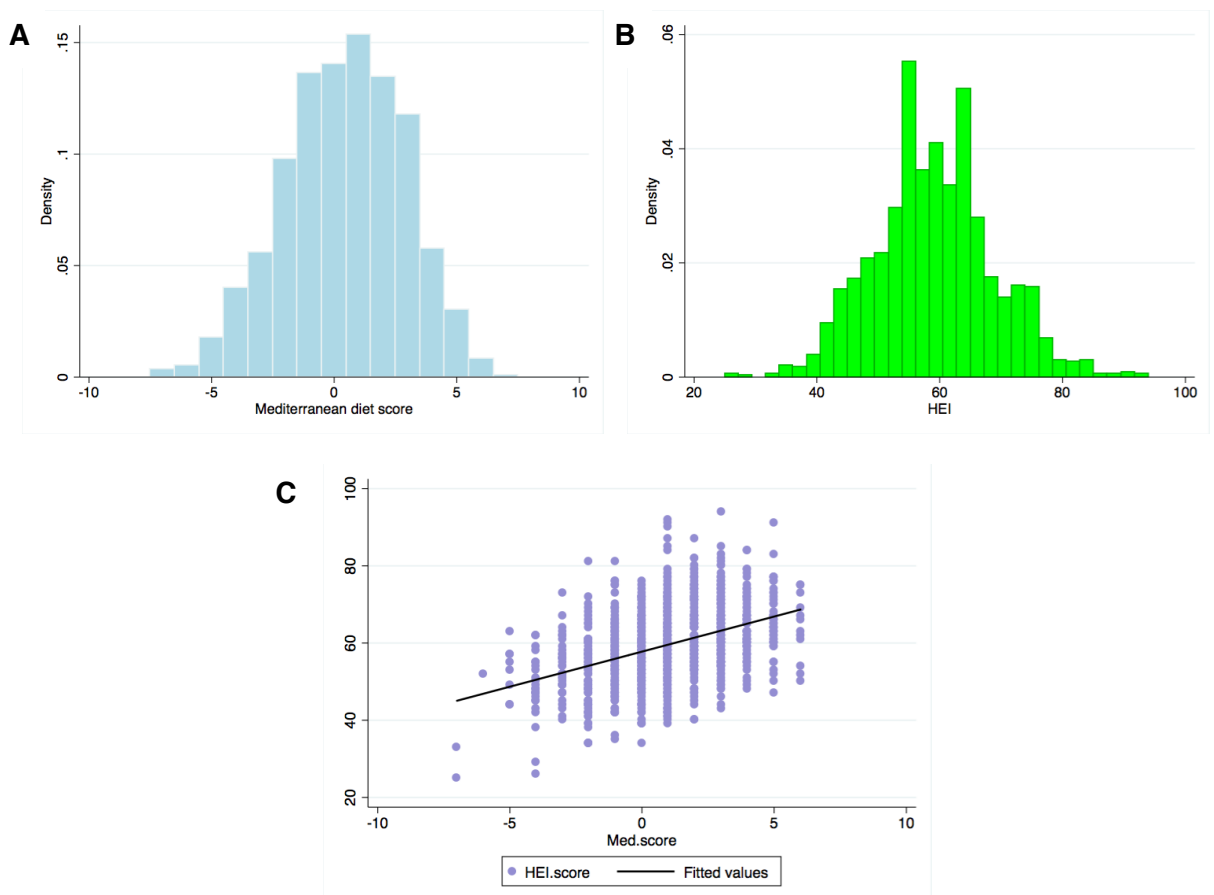 A
Density
0
.05
.1
.15
-10 -5 0 5 10
Mediterranean diet score
B
Density
0
.02
.04
.06
20 40 60 80 100
HEI
C
20
40
60
80
100
-10 -5 0 5 10
Med.score
HEI.score Fitted values